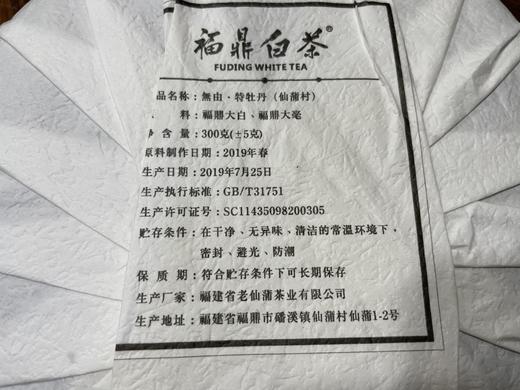 福鼎白茶®
FUDING WHITE TEA
品名称：無由·特牡丹（仙蒲村）
料：福鼎大白、福鼎大毫
净含量：300克(±5克)
原料制作日期：2019年春
生产日期：2019年7月25日
生产执行标准：GB/T31751
生产许可证号：SC11435098200305
贮存条件：在干净、无异味、清洁的常温环境下，
密封、避光、防潮
保质期：符合贮存条件下可长期保存
生产厂家：福建省老仙蒲茶业有限公司
生产地址：福建省福鼎市磻溪镇仙蒲村仙蒲1-2号